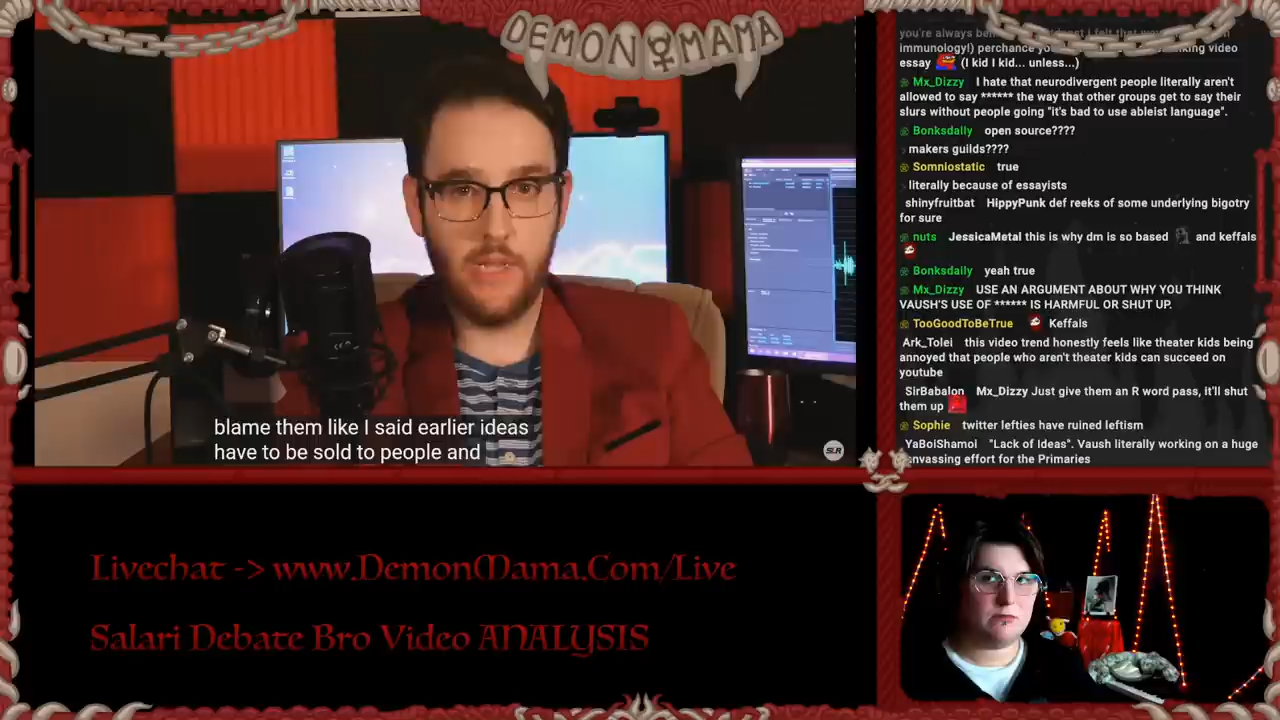 DEMON MAMA
immunology!) perchance
video
essay (I kid I kid... unless...)
Mx_Dizzy I hate that neurodivergent people literally aren't
allowed to say ****** the way that other groups get to say their
slurs without people going "it's bad to use ableist language".
Bonksdally open source????
makers guilds????
Somniostatic true
literally because of essayists
shinyfruitbat HippyPunk def reeks of some underlying bigotry
for sure
JessicaMetal this is why
so based
and keffals
Bonksdally yeah true
Mx_Dizzy USE AN ARGUMENT ABOUT WHY YOU THINK
VAUSH'S USE OF ****** IS HARMFUL OR SHUT UP.
TooGoodToBeTrue Keffals
this video trend honestly feels like theater kids being
annoyed that people who aren't theater kids can succeed on
youtube
SirBabalon Mx_Dizzy Just give them an R word pass, it'll shut
them up
Sophie twitter lefties have ruined leftism
YaBoiShamoi "Lack of Ideas". Vaush literally working on a huge
effort for the Primaries
blame them like I said earlier ideas
have to be sold to people and
SLR
Livechat -> www.DemonMama.Com/Live
Salari Debate Bro Video ANALYSIS